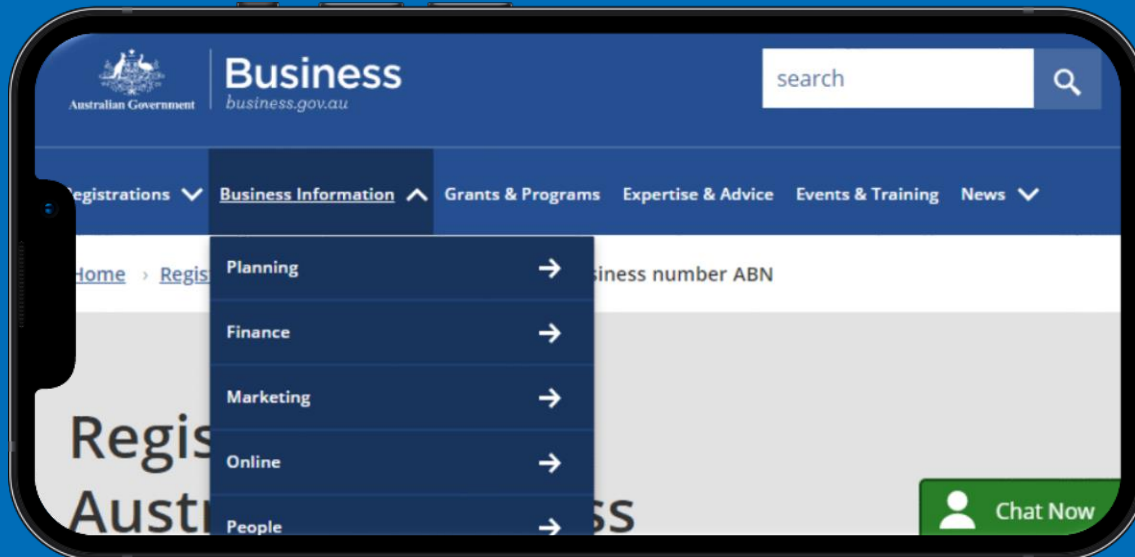 Australian Government
Business
business.gov.au
search
egistrations Business Information Grants & Programs Expertise & Advice Events & Training News
Home › Regis siness number ABN
Planning
Finance
Marketing
Online
People
Regis
Aust ss
Chat Now